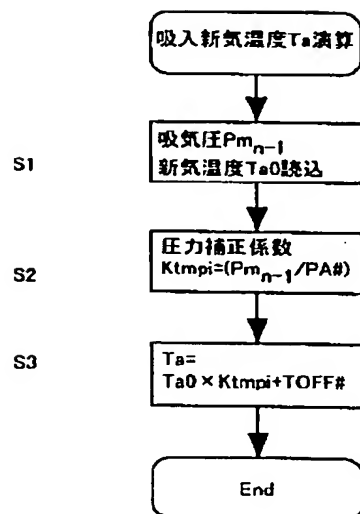 吸入新気温度Ta演算
S1
吸気圧Pmn-1
新気温度Ta0読込
S2
圧力補正係数
Ktmpi=(Pmn-1/PA#)
S3
Ta=
Ta0×Ktmpi+TOFF#
End